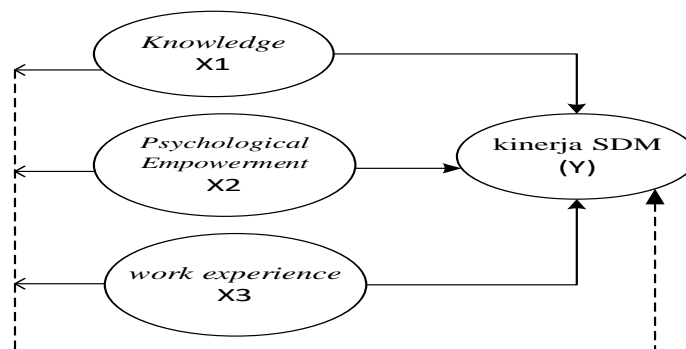 Knowledge
X1
Psychological
Empowerment
X2
work experience
X3
kinerja SDM
(Y)